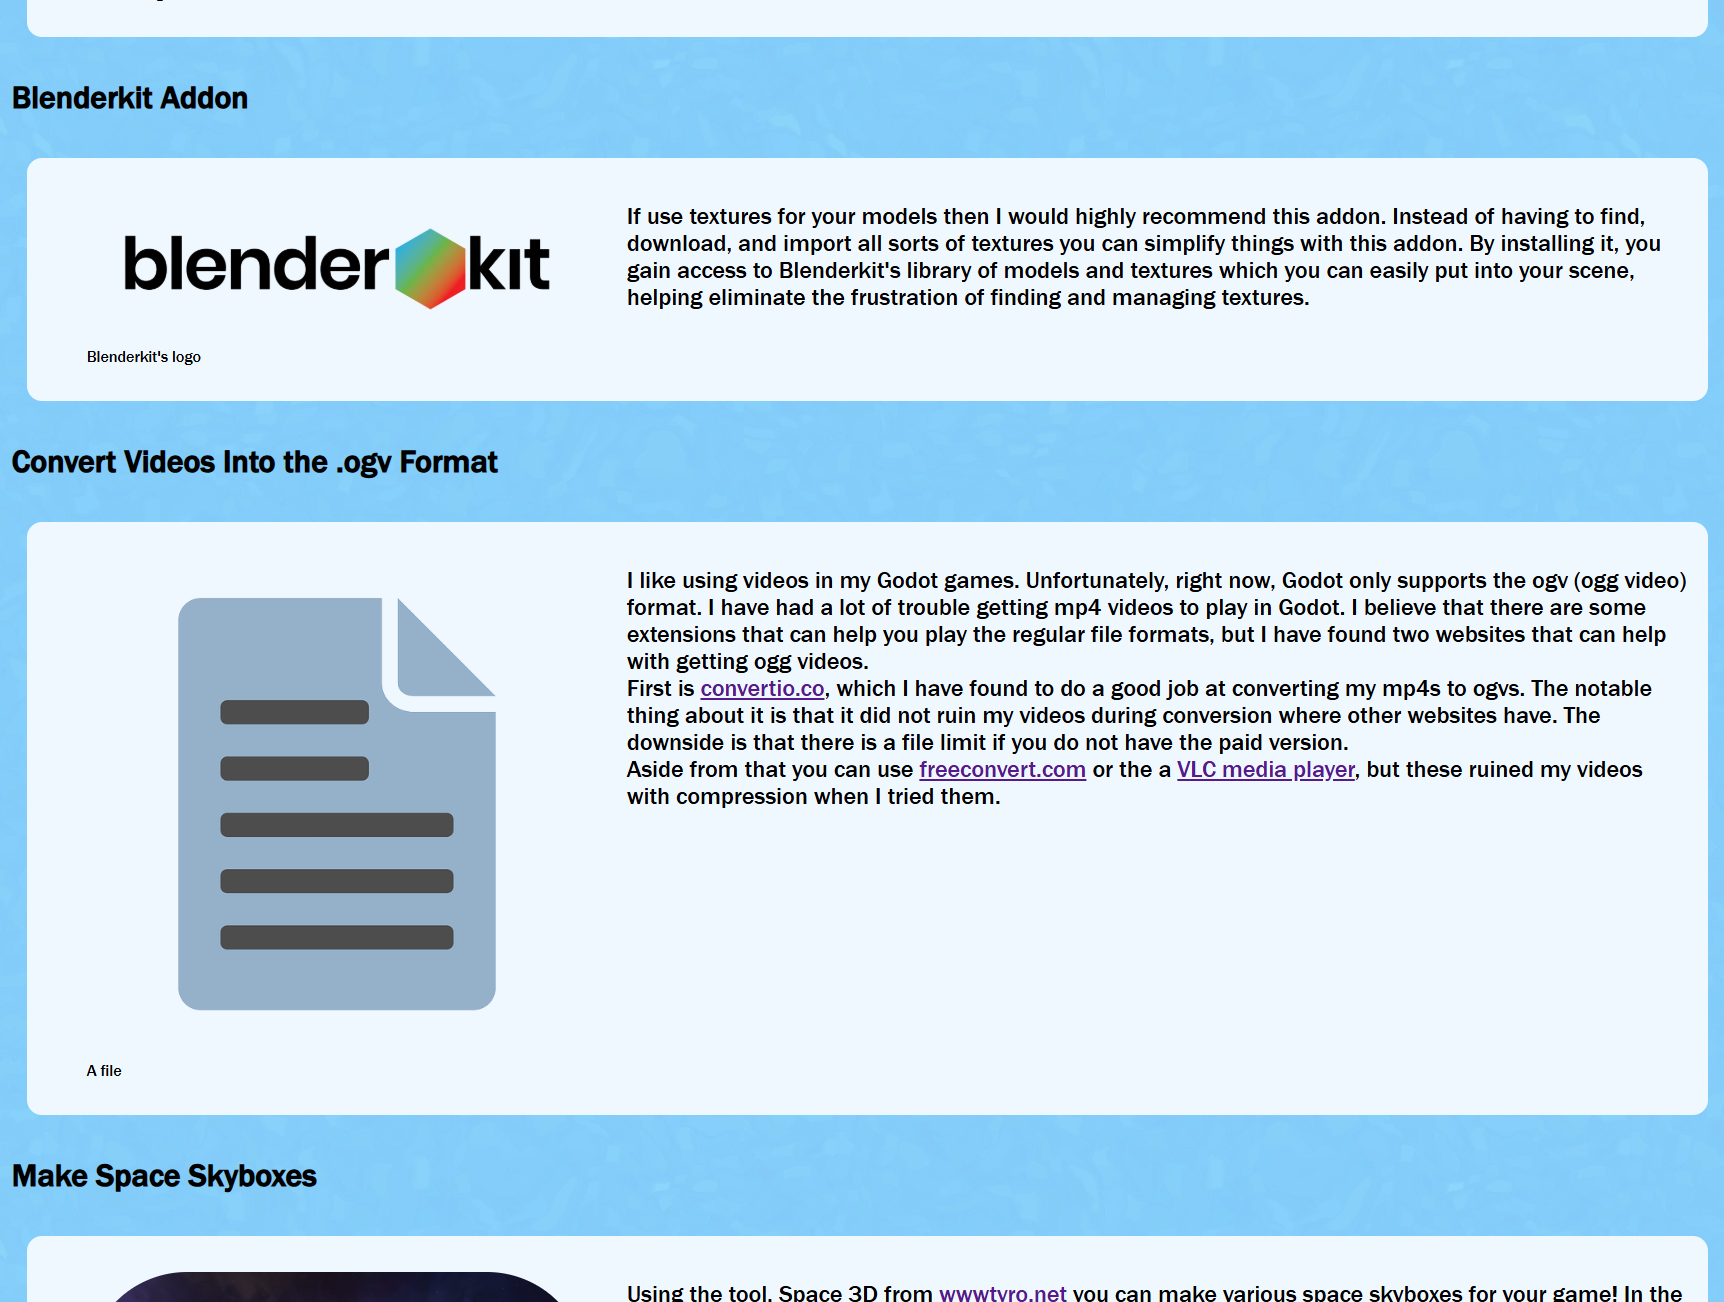 Blenderkit Addon
blenderkit
If use textures for your models then I would highly recommend this addon. Instead of having to find,
download, and import all sorts of textures you can simplify things with this addon. By installing it, you
gain access to Blenderkit's library of models and textures which you can easily put into your scene,
helping eliminate the frustration of finding and managing textures.
Blenderkit's logo
Convert Videos Into the .ogv Format
I like using videos in my Godot games. Unfortunately, right now, Godot only supports the ogv (ogg video)
format. I have had a lot of trouble getting mp4 videos to play in Godot. I believe that there are some
extensions that can help you play the regular file formats, but I have found two websites that can help
with getting ogg videos.
First is convertio.co, which I have found to do a good job at converting my mp4s to ogvs. The notable
thing about it is that it did not ruin my videos during conversion where other websites have. The
downside is that there is a file limit if you do not have the paid version.
Aside from that you can use freeconvert.com or the a VLC media player, but these ruined my videos
with compression when I tried them.
A file
Make Space Skyboxes
Using the tool, Space 3D from wwwtyro.net you can make various space skyboxes for your game! In the